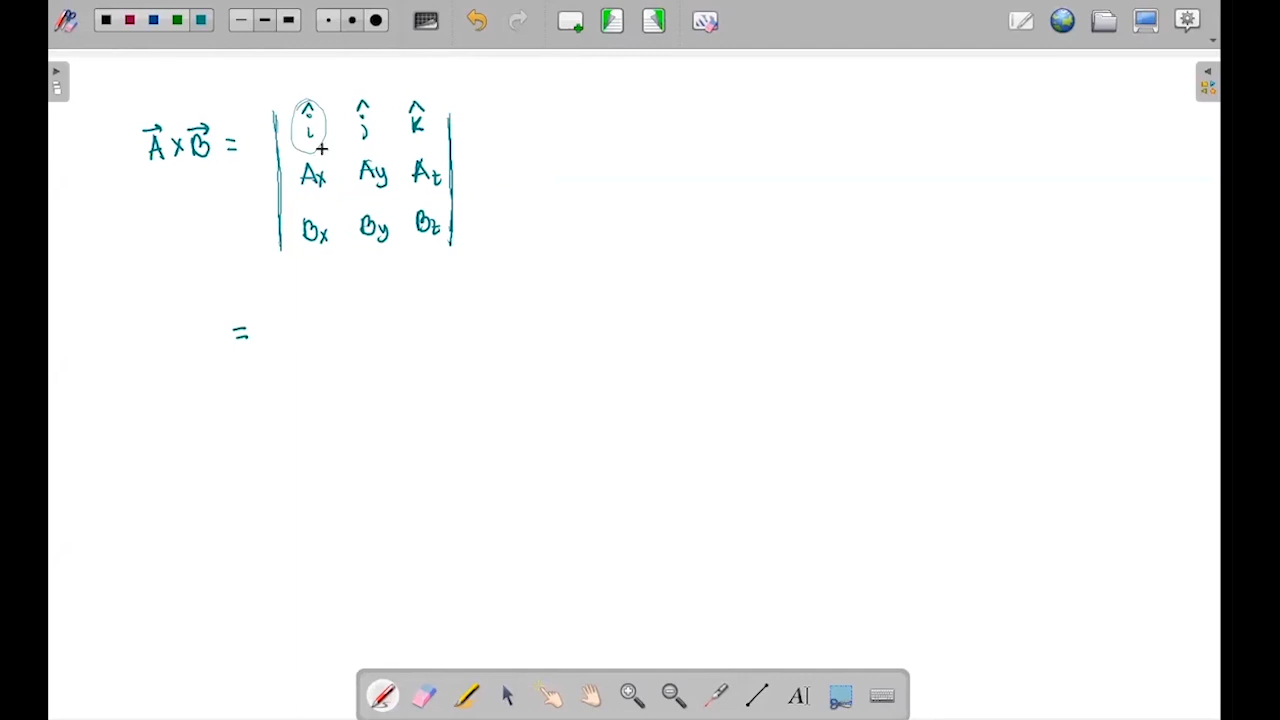 î ĵ k̂
A⃗ × B⃗ =
Ax Ay Az
Bx By Bz
=
A